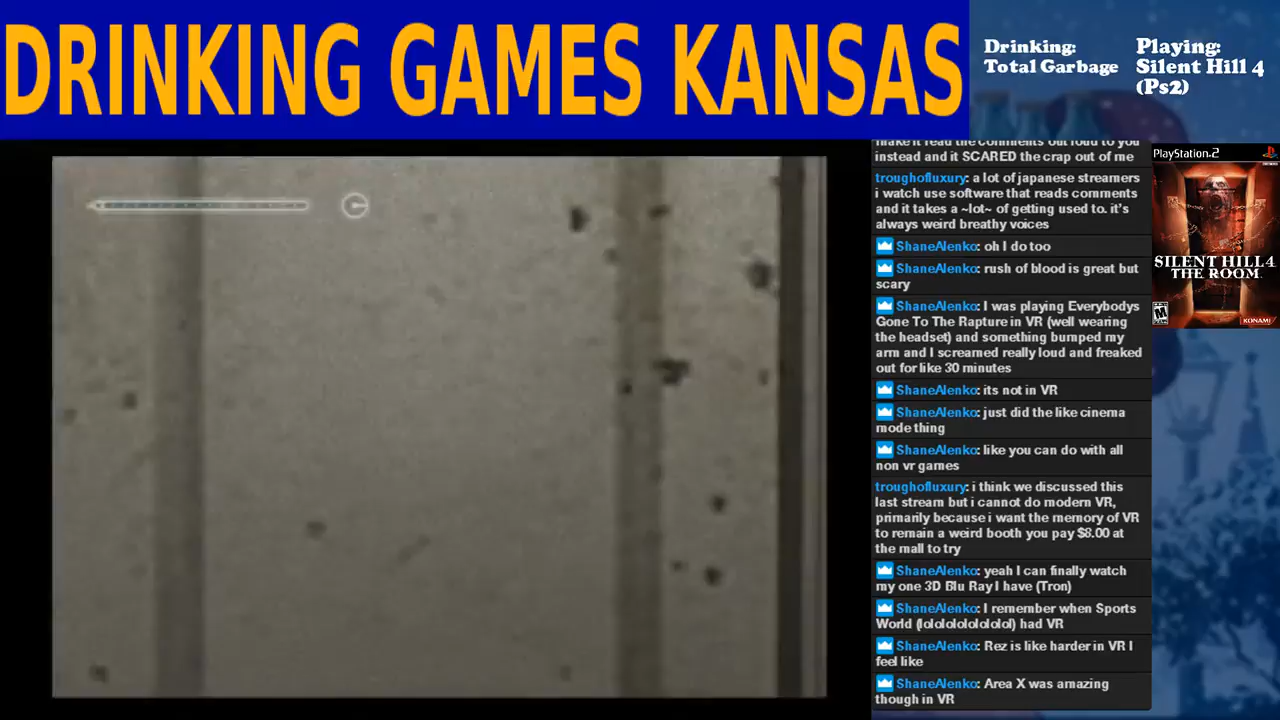 DRINKING GAMES KANSAS
Drinking:
Total Garbage
Playing:
Silent Hill 4
(Ps2)
make it read the comments out loud to you
instead and it SCARED the crap out of me
troughofluxury: a lot of japanese streamers
i watch use software that reads comments
and it takes a ~lot~ of getting used to. it's
always weird breathy voices
ShaneAlenko: oh I do too
ShaneAlenko: rush of blood is great but
scary
ShaneAlenko: I was playing Everybodys
Gone To The Rapture in VR (well wearing
the headset) and something bumped my
arm and I screamed really loud and freaked
out for like 30 minutes
ShaneAlenko: its not in VR
ShaneAlenko: just did the like cinema
mode thing
ShaneAlenko: like you can do with all
non vr games
troughofluxury: i think we discussed this
last stream but i cannot do modern VR,
primarily because i want the memory of VR
to remain a weird booth you pay $8.00 at
the mall to try
ShaneAlenko: yeah I can finally watch
my one 3D Blu Ray I have (Tron)
ShaneAlenko: I remember when Sports
World (lolololololololol) had VR
ShaneAlenko: Rez is like harder in VR I
feel like
ShaneAlenko: Area X was amazing
though in VR
PlayStation.2
SILENT HILL 4
THE ROOM
M
KONAMI